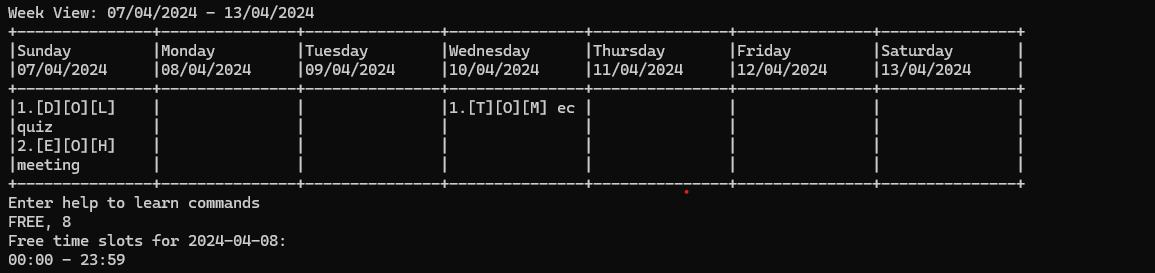 Week View: 07/04/2024 - 13/04/2024
+---------------+---------------+---------------+---------------+---------------+---------------+---------------+
|Sunday         |Monday         |Tuesday        |Wednesday      |Thursday       |Friday         |Saturday       |
|07/04/2024     |08/04/2024     |09/04/2024     |10/04/2024     |11/04/2024     |12/04/2024     |13/04/2024     |
+---------------+---------------+---------------+---------------+---------------+---------------+---------------+
|1.[D][O][L]    |               |               |1.[T][O][M] ec |               |               |               |
|quiz           |               |               |               |               |               |               |
|2.[E][O][H]    |               |               |               |               |               |               |
|meeting        |               |               |               |               |               |               |
+---------------+---------------+---------------+---------------+---------------+---------------+---------------+
Enter help to learn commands
FREE, 8
Free time slots for 2024-04-08:
00:00 - 23:59